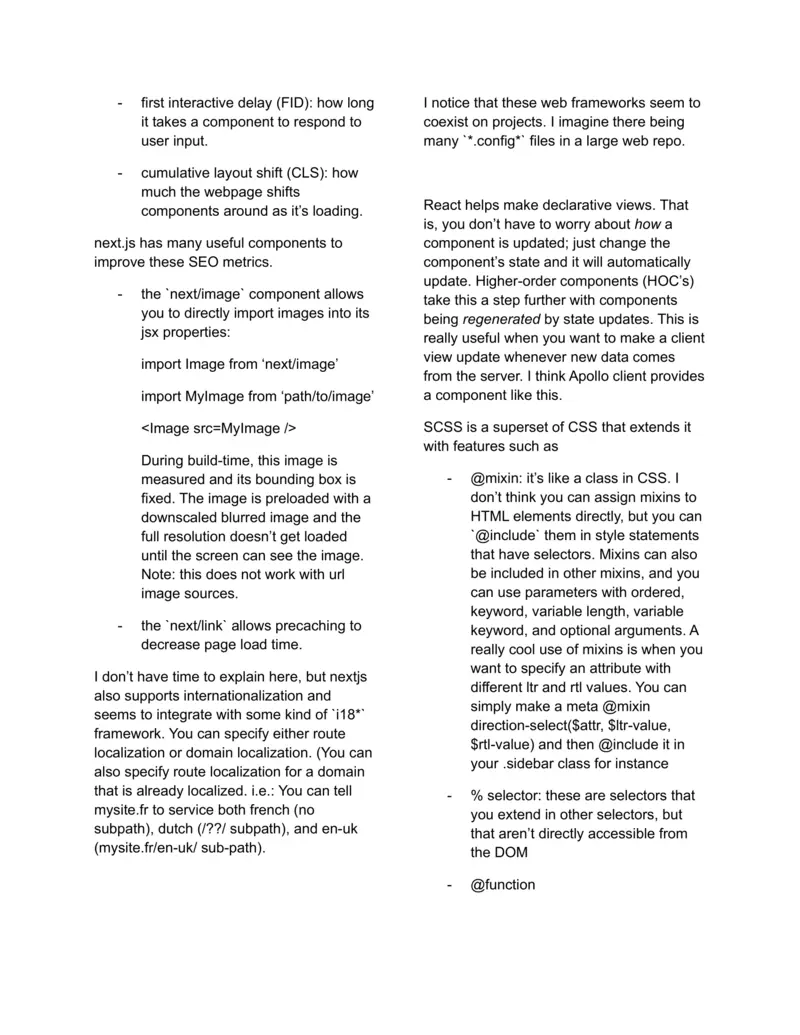 - first interactive delay (FID): how long
it takes a component to respond to
user input.
- cumulative layout shift (CLS): how
much the webpage shifts
components around as it’s loading.
next.js has many useful components to
improve these SEO metrics.
- the `next/image` component allows
you to directly import images into its
jsx properties:
import Image from ‘next/image’
import MyImage from ‘path/to/image’
<Image src=MyImage />
During build-time, this image is
measured and its bounding box is
fixed. The image is preloaded with a
downscaled blurred image and the
full resolution doesn’t get loaded
until the screen can see the image.
Note: this does not work with url
image sources.
- the `next/link` allows precaching to
decrease page load time.
I don’t have time to explain here, but nextjs
also supports internationalization and
seems to integrate with some kind of `i18*`
framework. You can specify either route
localization or domain localization. (You can
also specify route localization for a domain
that is already localized. i.e.: You can tell
mysite.fr to service both french (no
subpath), dutch (/??/ subpath), and en-uk
(mysite.fr/en-uk/ sub-path).
I notice that these web frameworks seem to
coexist on projects. I imagine there being
many `*.config*` files in a large web repo.
React helps make declarative views. That
is, you don’t have to worry about how a
component is updated; just change the
component’s state and it will automatically
update. Higher-order components (HOC’s)
take this a step further with components
being regenerated by state updates. This is
really useful when you want to make a client
view update whenever new data comes
from the server. I think Apollo client provides
a component like this.
SCSS is a superset of CSS that extends it
with features such as
- @mixin: it’s like a class in CSS. I
don’t think you can assign mixins to
HTML elements directly, but you can
`@include` them in style statements
that have selectors. Mixins can also
be included in other mixins, and you
can use parameters with ordered,
keyword, variable length, variable
keyword, and optional arguments. A
really cool use of mixins is when you
want to specify an attribute with
different ltr and rtl values. You can
simply make a meta @mixin
direction-select($attr, $ltr-value,
$rtl-value) and then @include it in
your .sidebar class for instance
- % selector: these are selectors that
you extend in other selectors, but
that aren’t directly accessible from
the DOM
- @function